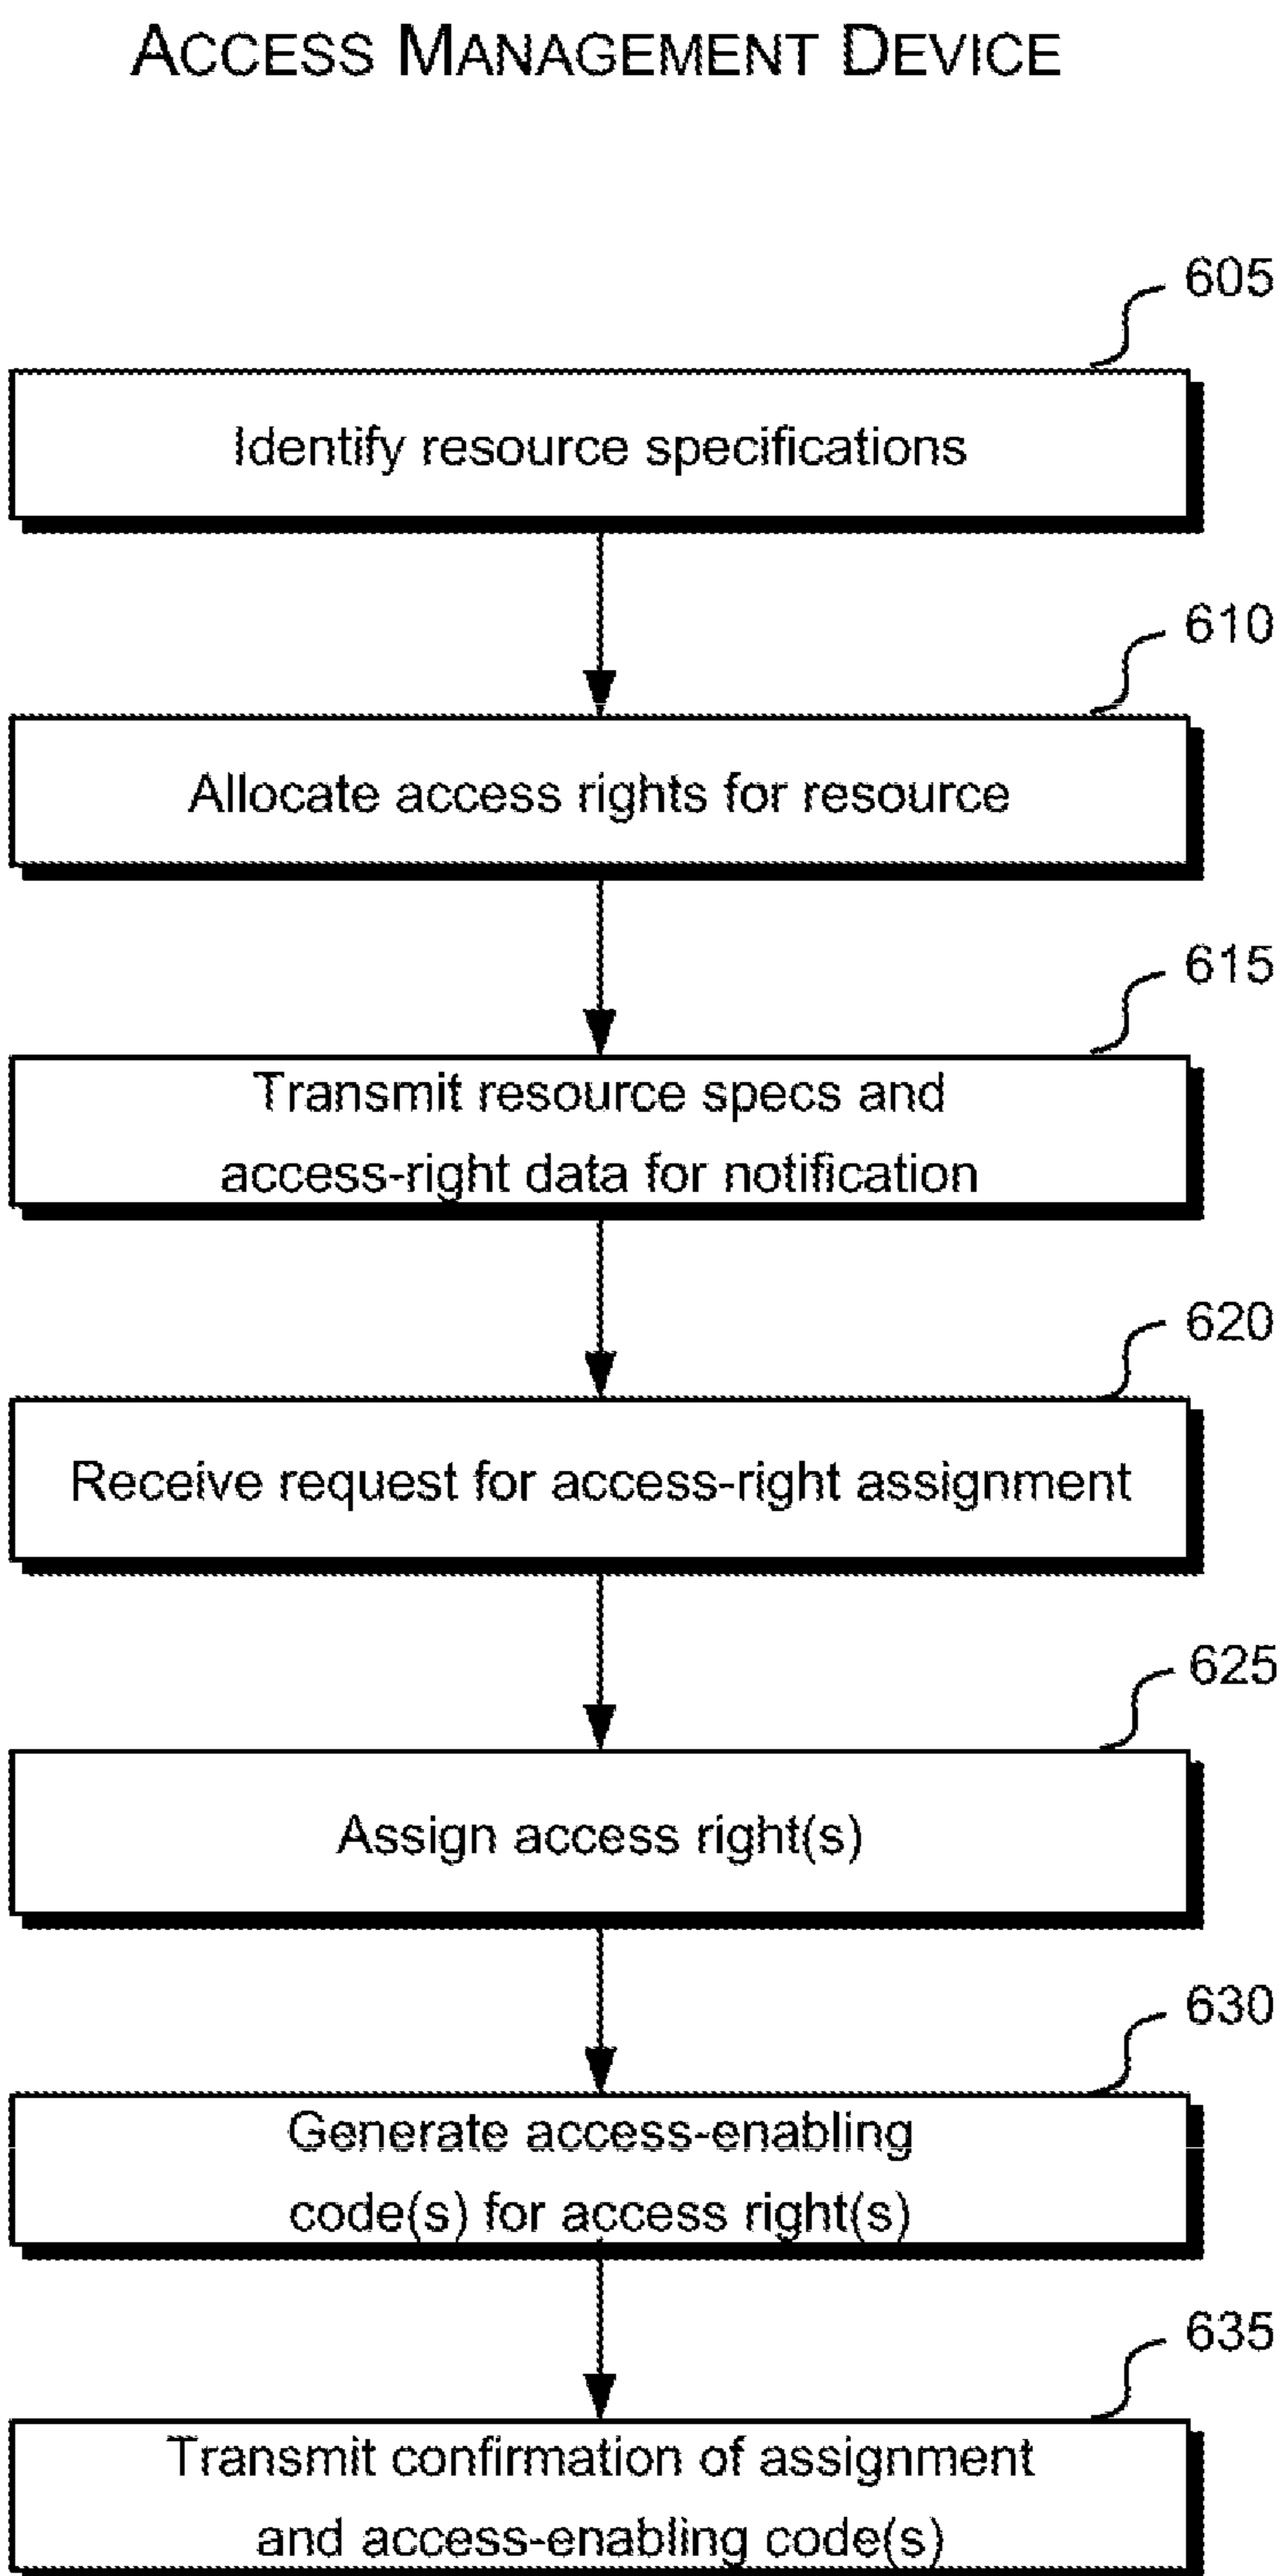 ACCESS MANAGEMENT DEVICE
605
Identify resource specifications
610
Allocate access rights for resource
615
Transmit resource specs and
access-right data for notification
620
Receive request for access-right assignment
625
Assign access right(s)
630
Generate access-enabling
code(s) for access right(s)
635
Transmit confirmation of assignment
and access-enabling code(s)